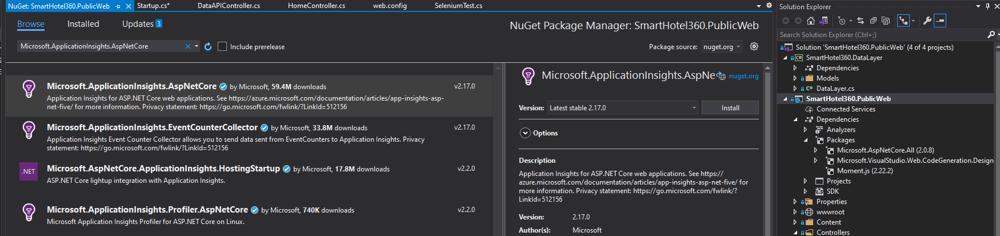 NuGet: SmartHotel360.PublicWeb
Startup.cs*
DataAPIController.cs
HomeController.cs
web.config
SeleniumTest.cs
Browse
Installed
Updates 3
NuGet Package Manager: SmartHotel360.PublicWeb
Microsoft.ApplicationInsights.AspNetCore
Include prerelease
Package source: nuget.org
Microsoft.ApplicationInsights.AspNetCore by Microsoft, 59.4M downloads v2.17.0
Application Insights for ASP.NET Core web applications. See https://azure.microsoft.com/documentation/articles/app-insights-asp-
net-five/ for more information. Privacy statement: https://go.microsoft.com/fwlink/?LinkId=512156
Microsoft.ApplicationInsights.EventCounterCollector by Microsoft, 33.8M downloads v2.17.0
Application Insights Event Counter Collector allows you to send data sent from EventCounters to Application Insights. Privacy
statement: https://go.microsoft.com/fwlink/?LinkId=512156
.NET
Microsoft.AspNetCore.ApplicationInsights.HostingStartup by Microsoft, 17.8M downloads v2.2.0
ASP.NET Core lightup integration with Application Insights.
Microsoft.ApplicationInsights.Profiler.AspNetCore by Microsoft, 740K downloads v2.2.0
Microsoft Application Insights Profiler for ASP.NET Core on Linux.
Microsoft.ApplicationInsights.AspNe nuget.org
Version: Latest stable 2.17.0 Install
Options
Description
Application Insights for ASP.NET Core web applications. See https://
azure.microsoft.com/documentation/articles/app-insights-asp-net-five/ for
more information. Privacy statement: https://go.microsoft.com/fwlink/?
LinkId=512156
Version: 2.17.0
Author(s): Microsoft
Solution Explorer
Search Solution Explorer (Ctrl+;)
Solution 'SmartHotel360.PublicWeb' (4 of 4 projects)
C# SmartHotel360.DataLayer
Dependencies
Models
C# DataLayer.cs
SmartHotel360.PublicWeb
Connected Services
Dependencies
Analyzers
Packages
Microsoft.AspNetCore.All (2.0.8)
Microsoft.VisualStudio.Web.CodeGeneration.Design
Moment.js (2.22.2)
Projects
SDK
Properties
wwwroot
Content
Controllers